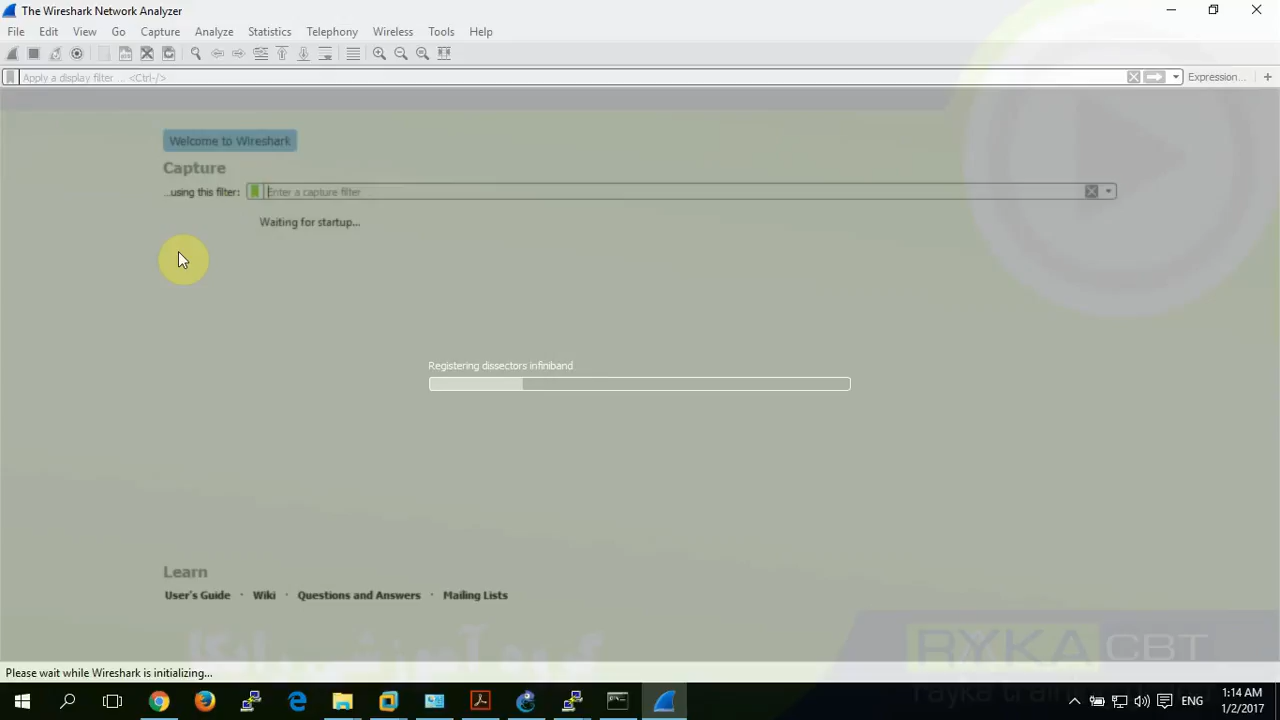 The Wireshark Network Analyzer
File Edit View Go Capture Analyze Statistics Telephony Wireless Tools Help
Apply a display filter ... <Ctrl-/> Expression... +
Welcome to Wireshark
Capture
...using this filter: Enter a capture filter
Waiting for startup...
Registering dissectors infiniband
Learn
User's Guide · Wiki · Questions and Answers · Mailing Lists
RYKA CBT
Please wait while Wireshark is initializing...
ENG
1:14 AM
1/2/2017